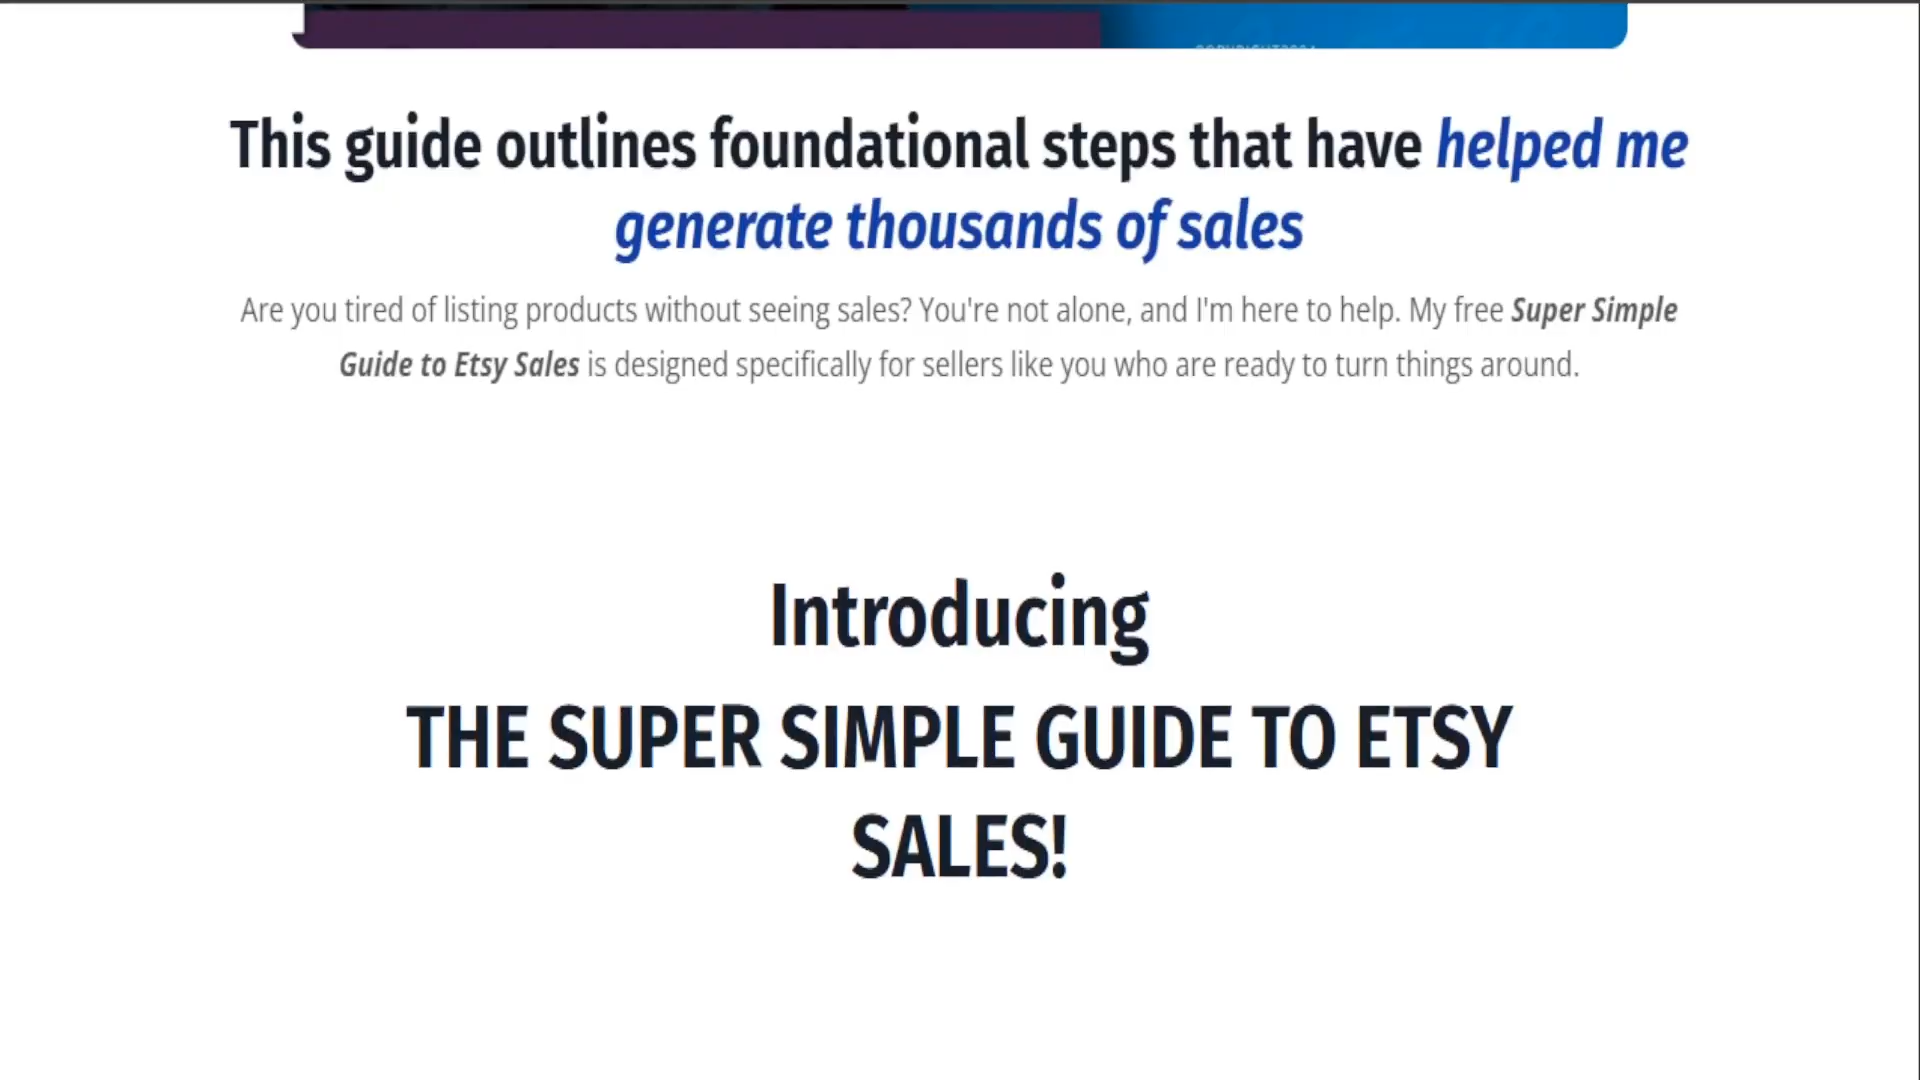 This guide outlines foundational steps that have helped me
generate thousands of sales
Are you tired of listing products without seeing sales? You're not alone, and I'm here to help. My free Super Simple
Guide to Etsy Sales is designed specifically for sellers like you who are ready to turn things around.
Introducing
THE SUPER SIMPLE GUIDE TO ETSY
SALES!